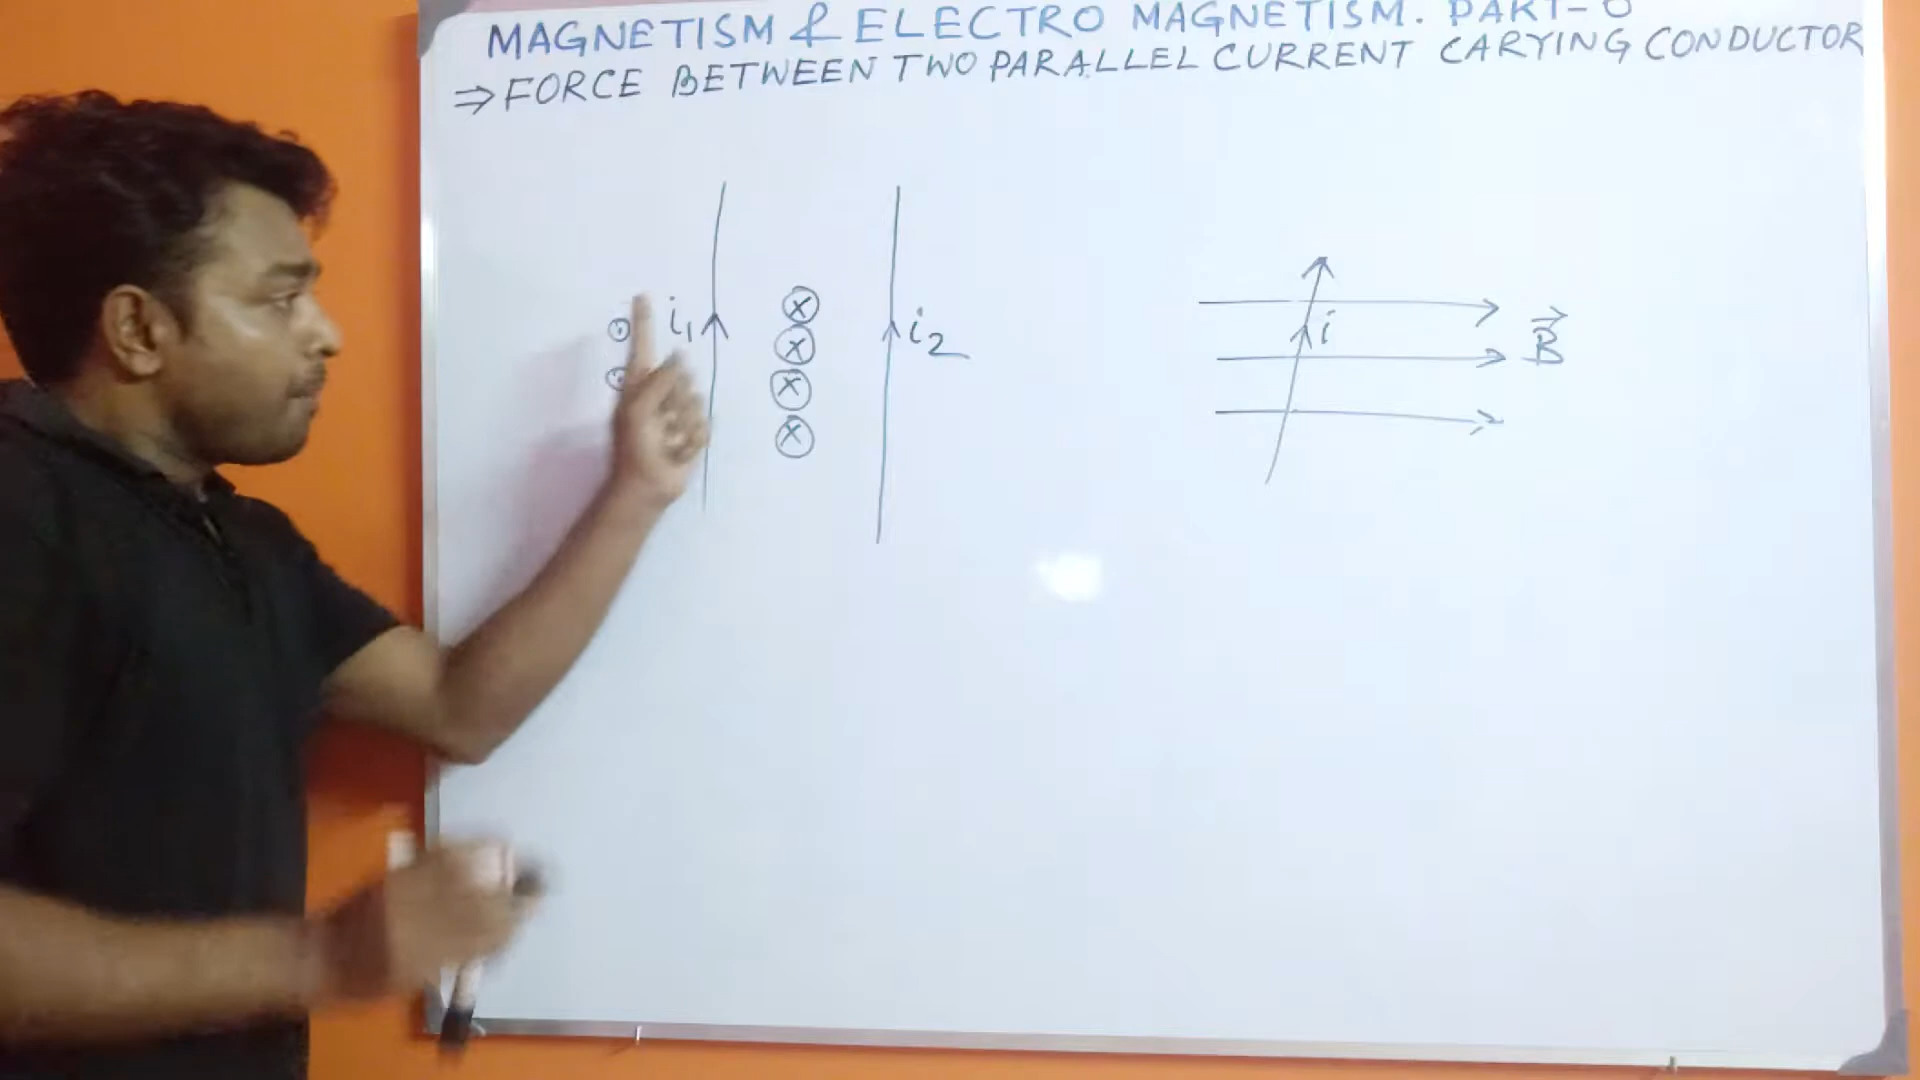 MAGNETISM & ELECTRO MAGNETISM. PART-
⇒ FORCE BETWEEN TWO PARALLEL CURRENT CARYING CONDUCTOR
i₁
i₂
i
B⃗